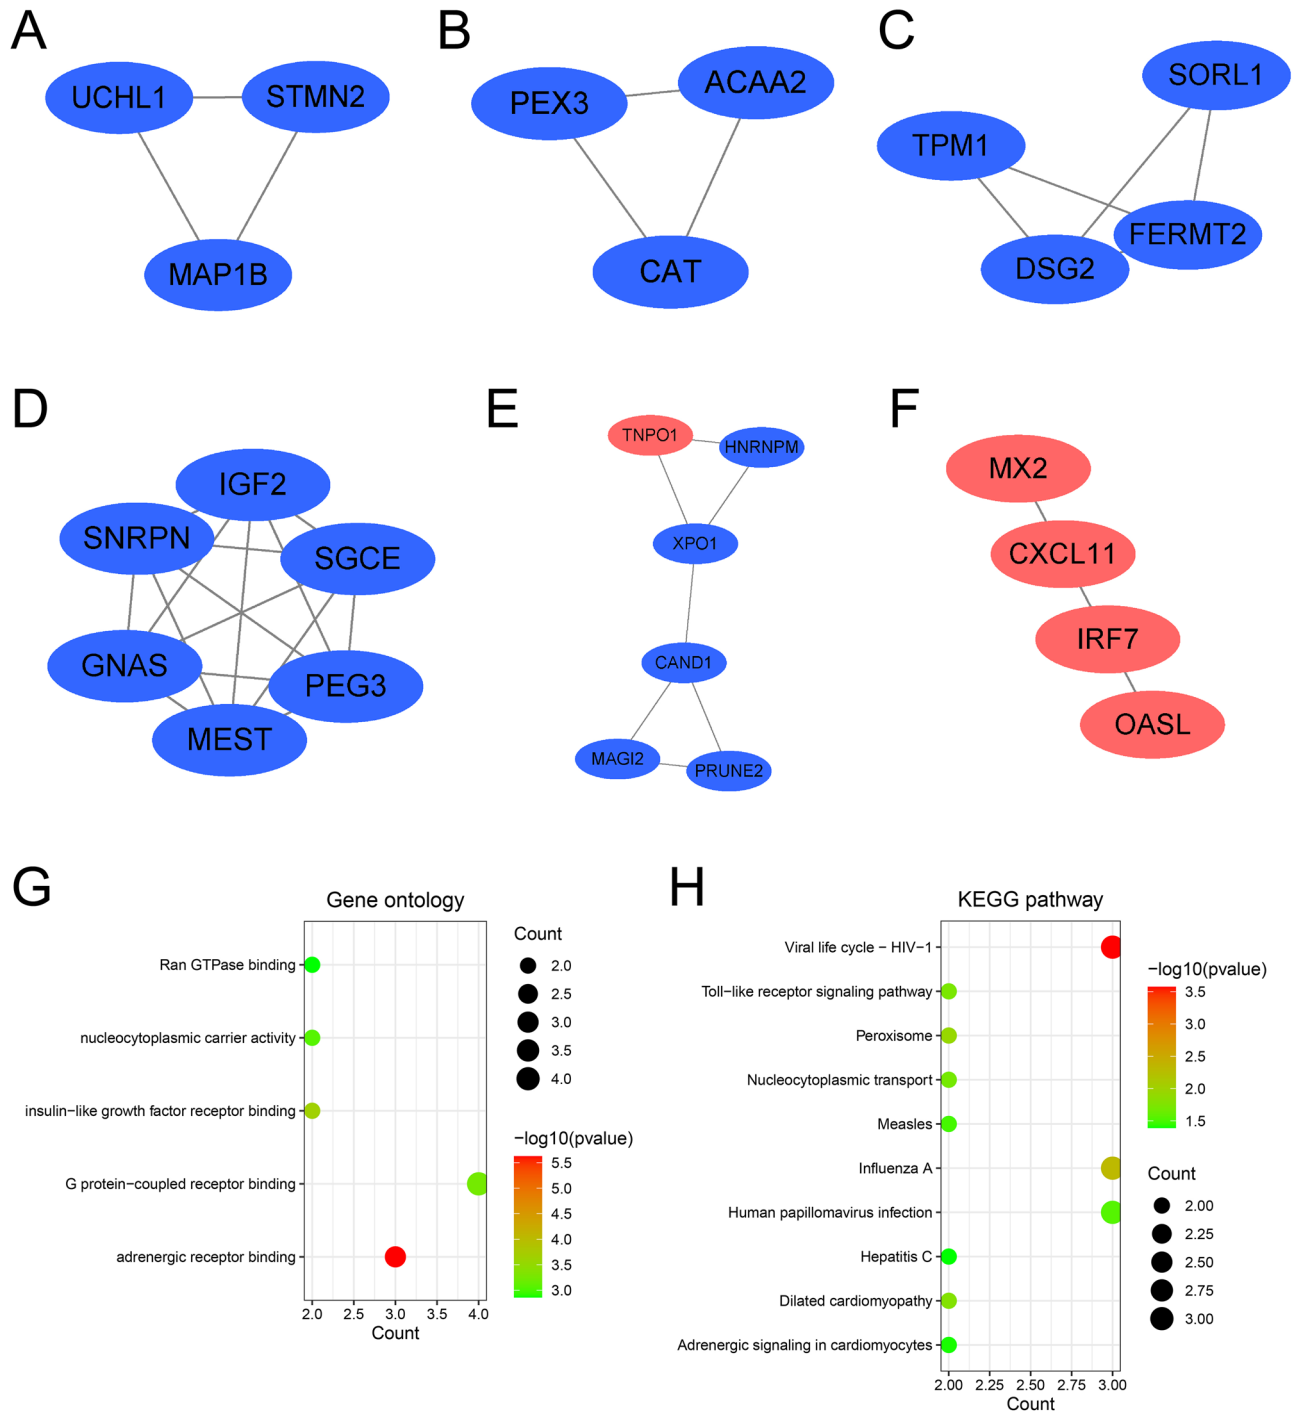 A
UCHL1
STMN2
MAP1B
B
PEX3
ACAA2
CAT
C
SORL1
TPM1
FERMT2
DSG2
D
IGF2
SNRPN
SGCE
GNAS
PEG3
MEST
E
TNPO1
HNRNPM
XPO1
CAND1
MAGI2
PRUNE2
F
MX2
CXCL11
IRF7
OASL
G
Gene ontology
Ran GTPase binding
nucleocytoplasmic carrier activity
insulin−like growth factor receptor binding
G protein−coupled receptor binding
adrenergic receptor binding
2.0 2.5 3.0 3.5 4.0
Count
Count
2.0
2.5
3.0
3.5
4.0
−log10(pvalue)
5.5
5.0
4.5
4.0
3.5
3.0
H
KEGG pathway
Viral life cycle − HIV−1
Toll−like receptor signaling pathway
Peroxisome
Nucleocytoplasmic transport
Measles
Influenza A
Human papillomavirus infection
Hepatitis C
Dilated cardiomyopathy
Adrenergic signaling in cardiomyocytes
2.00 2.25 2.50 2.75 3.00
Count
−log10(pvalue)
3.5
3.0
2.5
2.0
1.5
Count
2.00
2.25
2.50
2.75
3.00